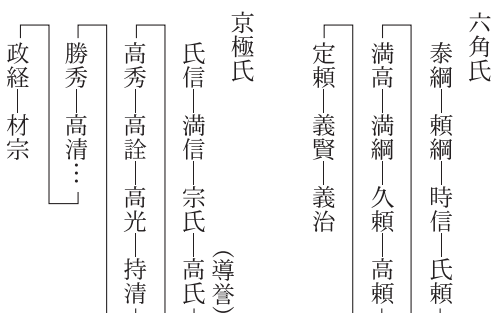 六角氏
泰綱―頼綱―時信―氏頼
満高―満綱―久頼―高頼
定頼―義賢―義治
京極氏
氏信―満信―宗氏―高氏
(導誉)
高秀―高詮―高光―持清
勝秀―高清…
政経―材宗